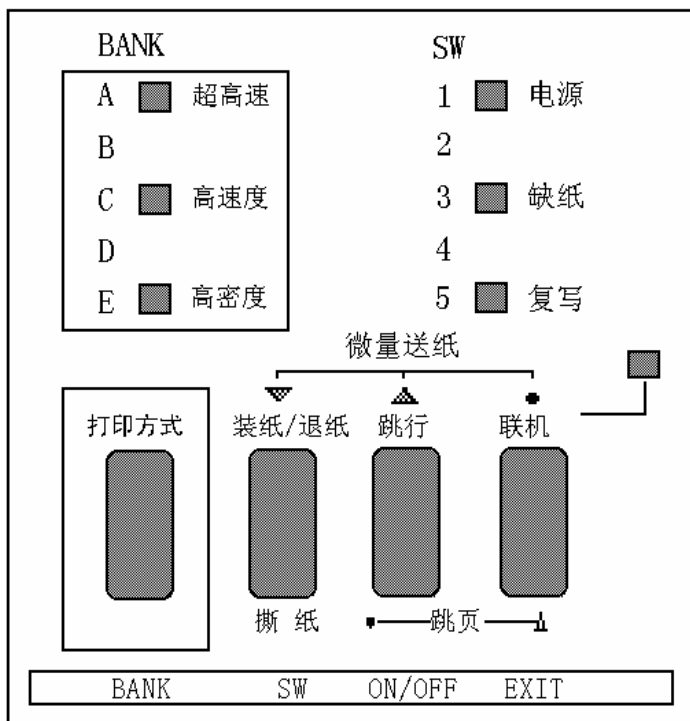 BANK SW
A 超高速 1 电源
B 2
C 高速度 3 缺纸
D 4
E 高密度 5 复写
微量送纸
打印方式 装纸/退纸 跳行 联机
撕 纸 跳页
BANK SW ON/OFF EXIT